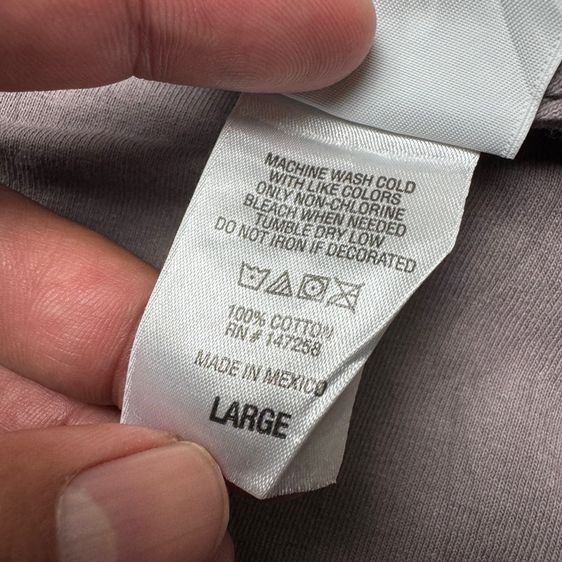 MACHINE WASH COLD
WITH LIKE COLORS
ONLY NON-CHLORINE
BLEACH WHEN NEEDED
TUMBLE DRY LOW
DO NOT IRON IF DECORATED
100% COTTON
RN # 147258
MADE IN MEXICO
LARGE